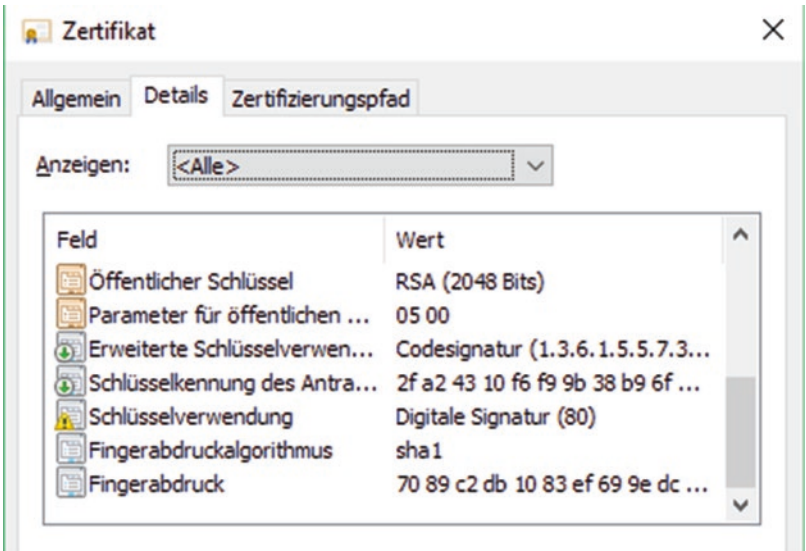 Zertifikat
Allgemein Details Zertifizierungspfad
Anzeigen: <Alle>
Feld Wert
Öffentlicher Schlüssel RSA (2048 Bits)
Parameter für öffentlichen ... 05 00
Erweiterte Schlüsselverwen... Codesignatur (1.3.6.1.5.5.7.3...
Schlüsselkennung des Antra... 2f a2 43 10 f6 f9 9b 38 b9 6f ...
Schlüsselverwendung Digitale Signatur (80)
Fingerabdruckalgorithmus sha1
Fingerabdruck 70 89 c2 db 10 83 ef 69 9e dc ...